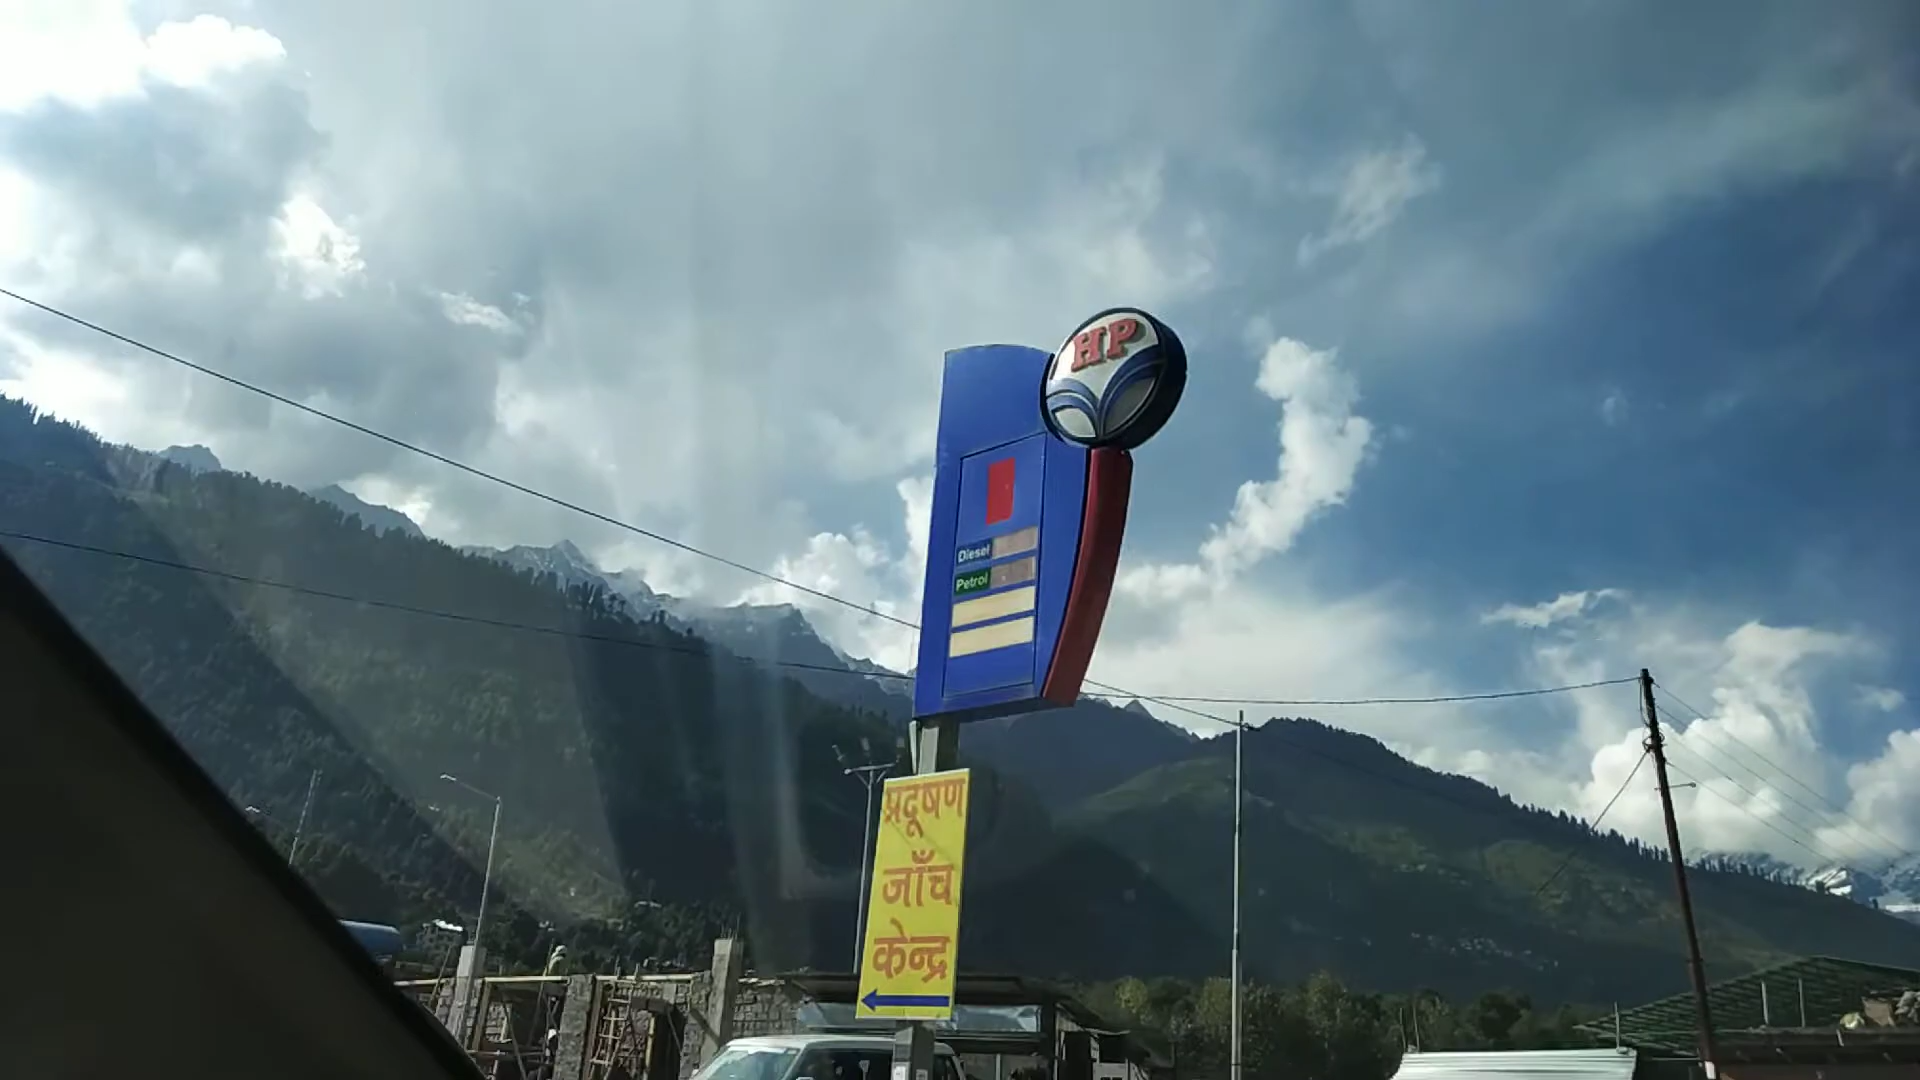 HP
Diesel
Petrol
प्रदूषण
जाँच
केन्द्र